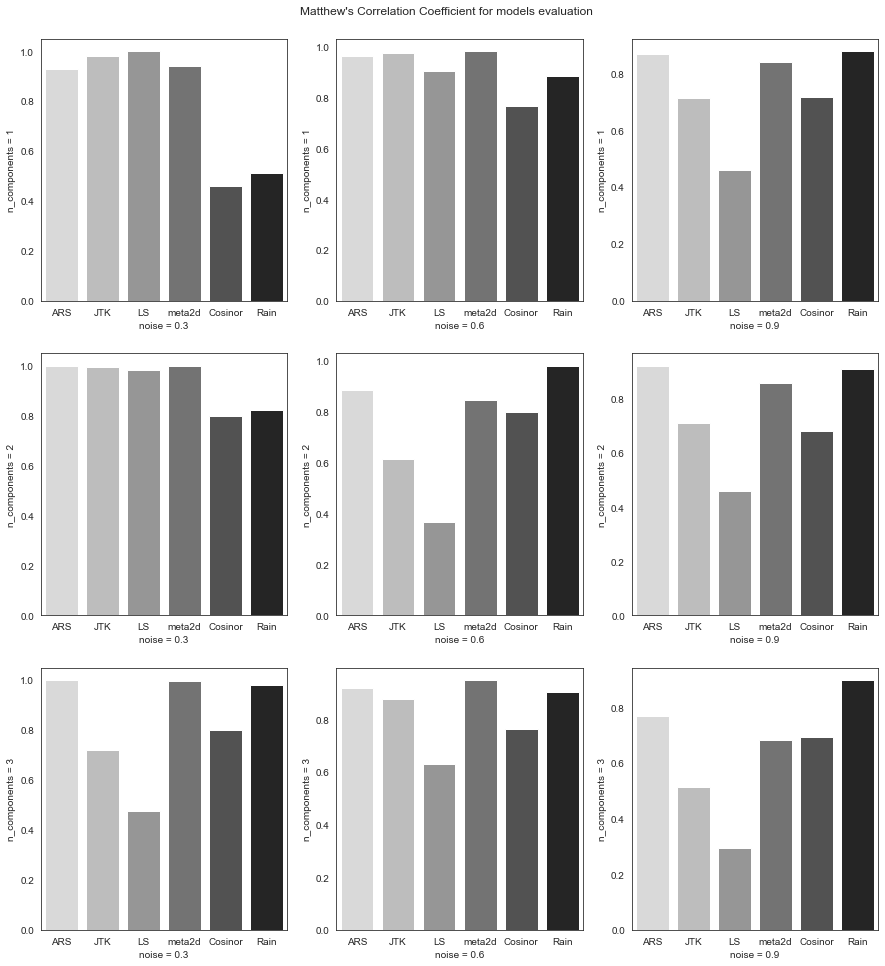 Matthew's Correlation Coefficient for models evaluation
n_components = 1
1.0
0.8
0.6
0.4
0.2
0.0
ARS JTK LS meta2d Cosinor Rain
noise = 0.3
n_components = 1
1.0
0.8
0.6
0.4
0.2
0.0
ARS JTK LS meta2d Cosinor Rain
noise = 0.6
n_components = 1
0.8
0.6
0.4
0.2
0.0
ARS JTK LS meta2d Cosinor Rain
noise = 0.9
n_components = 2
1.0
0.8
0.6
0.4
0.2
0.0
ARS JTK LS meta2d Cosinor Rain
noise = 0.3
n_components = 2
1.0
0.8
0.6
0.4
0.2
0.0
ARS JTK LS meta2d Cosinor Rain
noise = 0.6
n_components = 2
0.8
0.6
0.4
0.2
0.0
ARS JTK LS meta2d Cosinor Rain
noise = 0.9
n_components = 3
1.0
0.8
0.6
0.4
0.2
0.0
ARS JTK LS meta2d Cosinor Rain
noise = 0.3
n_components = 3
0.8
0.6
0.4
0.2
0.0
ARS JTK LS meta2d Cosinor Rain
noise = 0.6
n_components = 3
0.8
0.6
0.4
0.2
0.0
ARS JTK LS meta2d Cosinor Rain
noise = 0.9